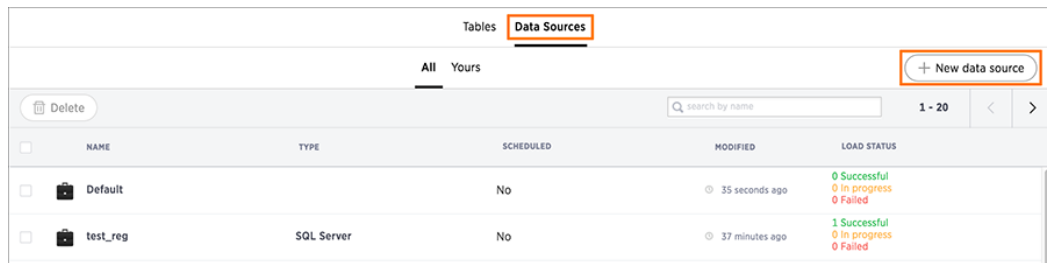 Tables Data Sources
All Yours
+ New data source
Delete
search by name
1 - 20
NAME TYPE SCHEDULED MODIFIED LOAD STATUS
Default No 35 seconds ago
0 Successful
0 In progress
0 Failed
test_reg SQL Server No 37 minutes ago
1 Successful
0 In progress
0 Failed